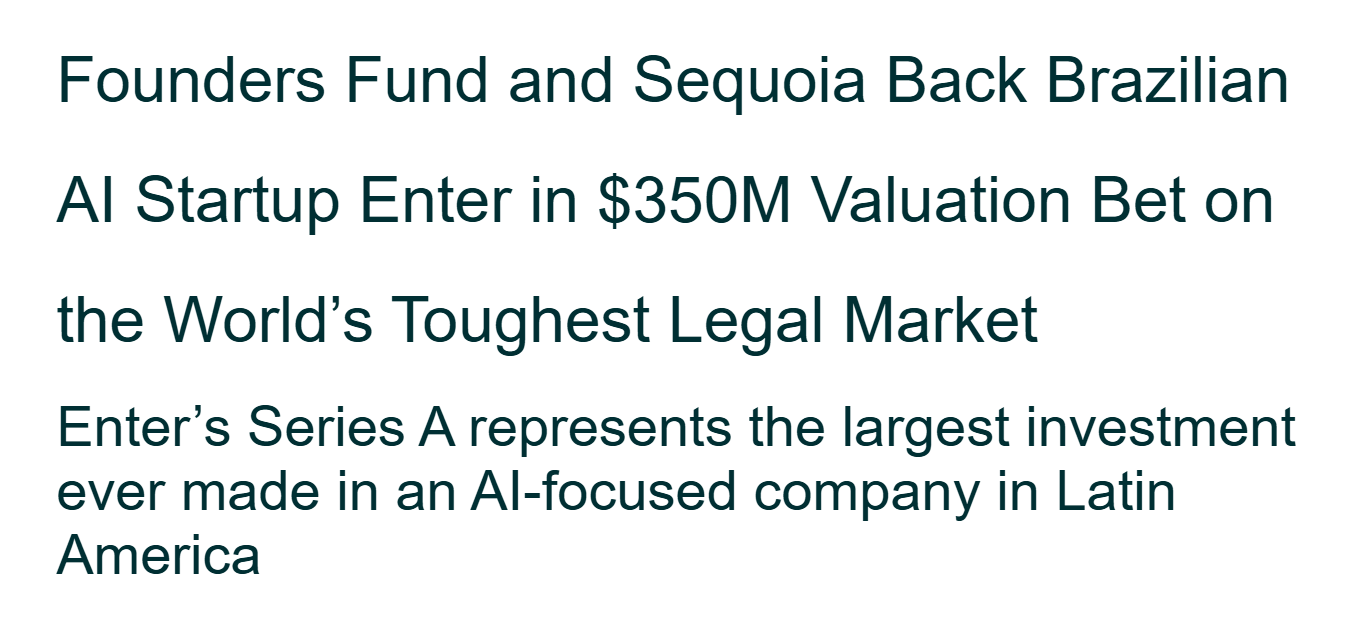 Founders Fund and Sequoia Back Brazilian
AI Startup Enter in $350M Valuation Bet on
the World’s Toughest Legal Market
Enter’s Series A represents the largest investment
ever made in an AI-focused company in Latin
America